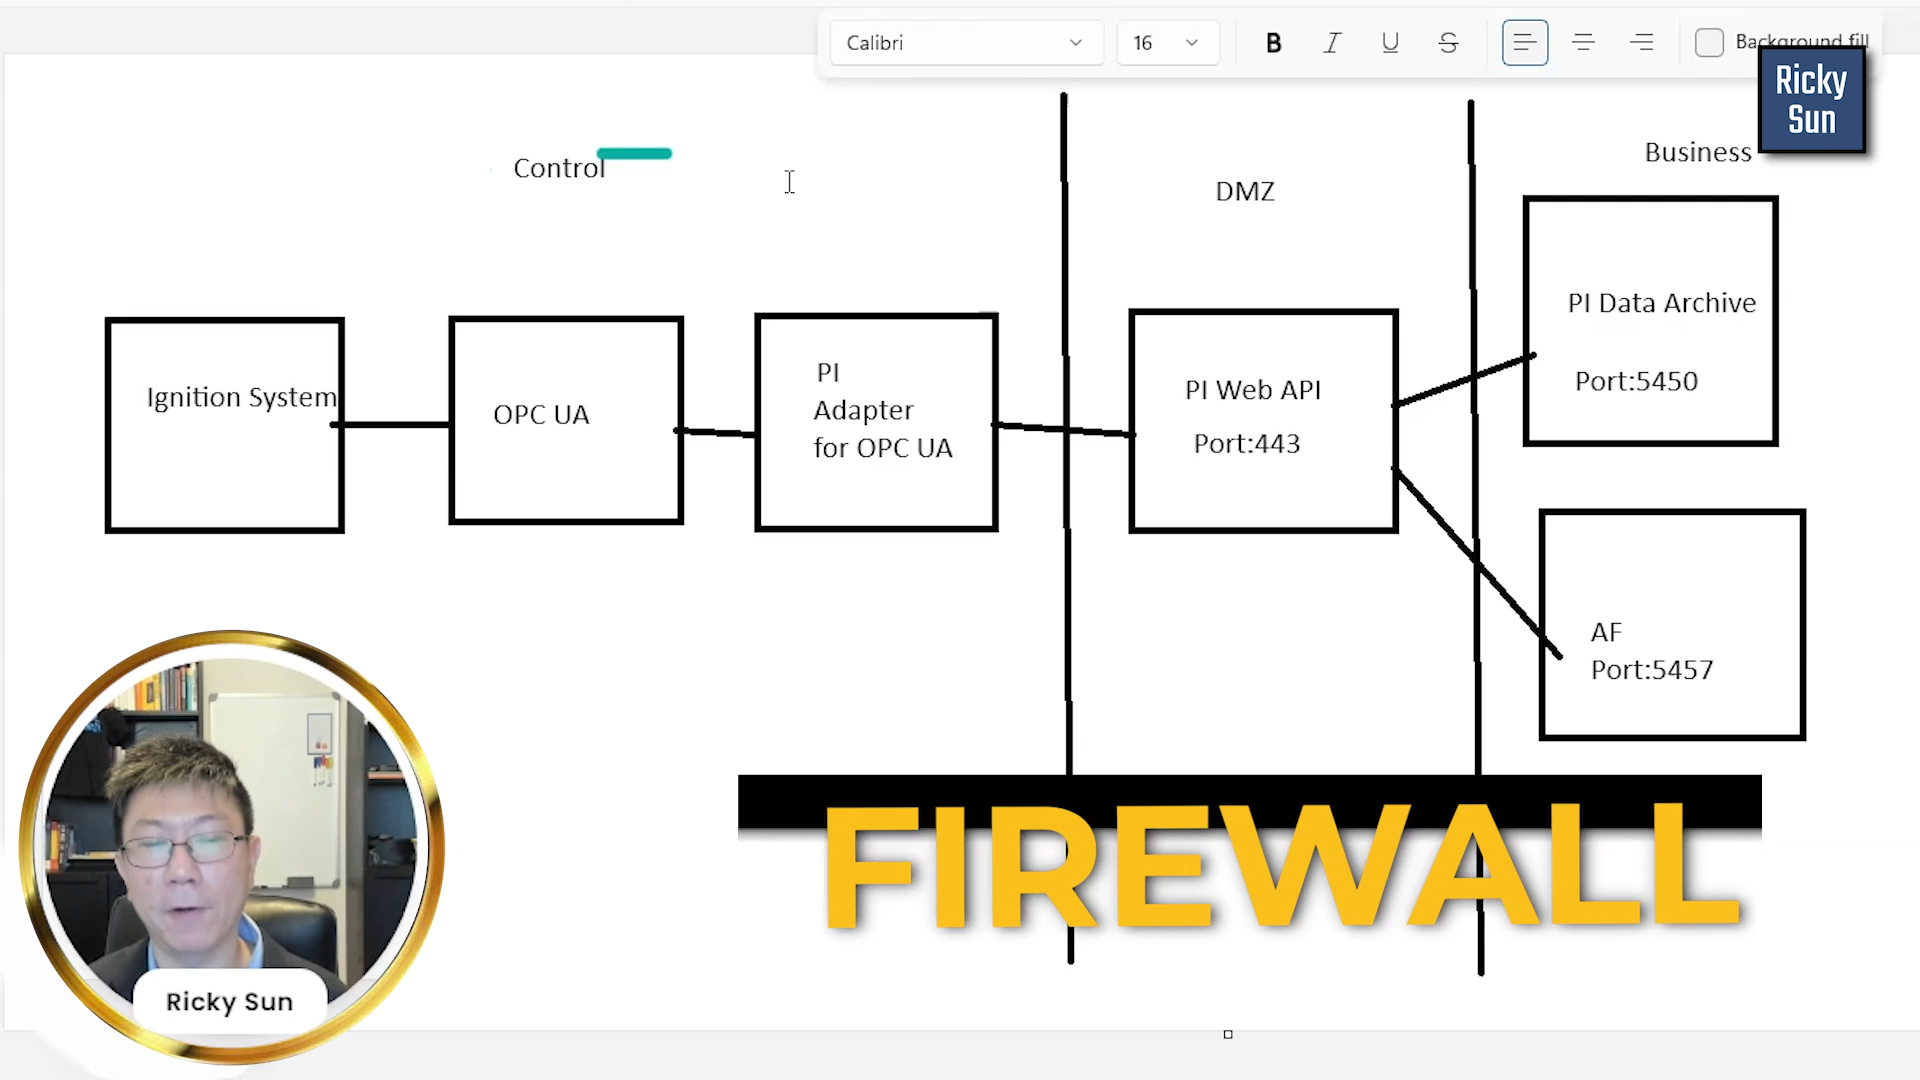 Calibri
16
B
I
U
S
Background fill
Ricky
Sun
Control
DMZ
Business
Ignition System
OPC UA
PI
Adapter
for OPC UA
PI Web API
Port:443
PI Data Archive
Port:5450
AF
Port:5457
FIREWALL
Ricky Sun